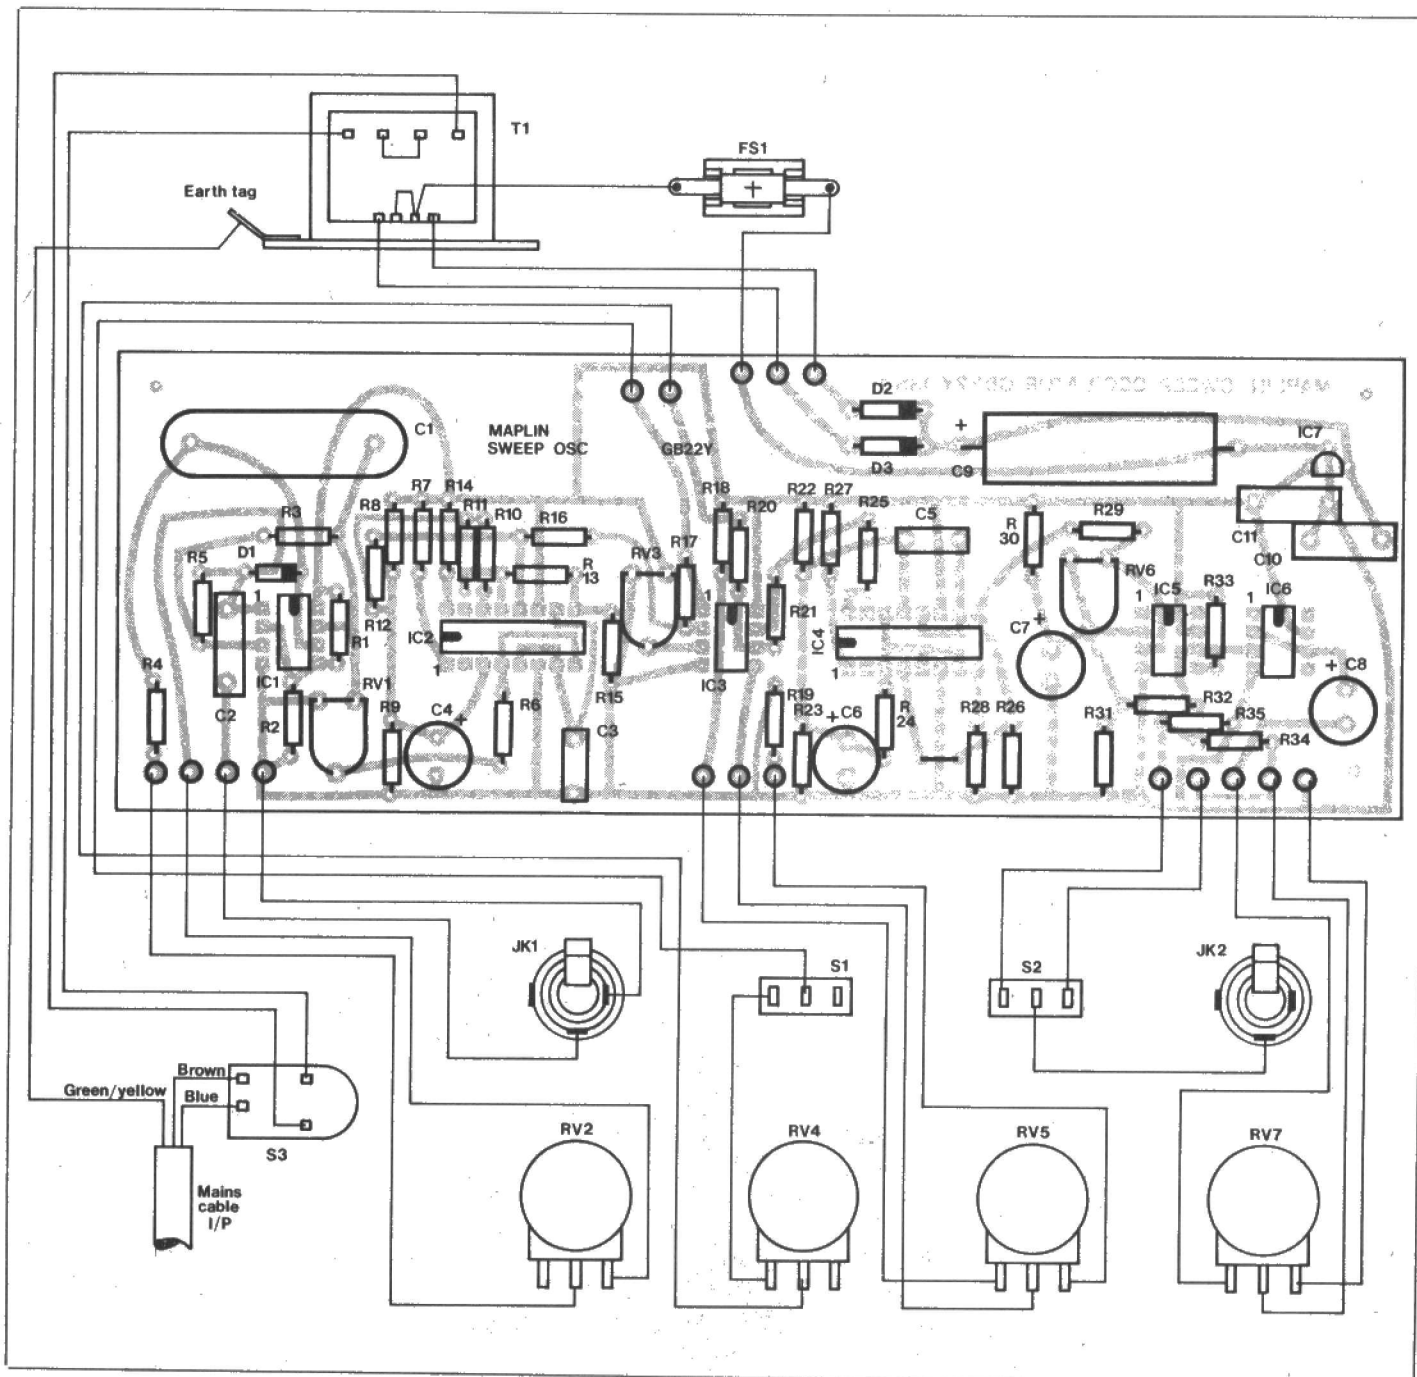 T1
FS1
Earth tag
MAPLIN SWEEP OSCILLATOR GB22Y
D2
+
IC7
C1
MAPLIN
SWEEP OSC
GB22Y
D3
C9
R7
R14
R8
R11
R10
R16
R18
R20
R22
R27
R25
C5
R
30
R29
C11
C10
R3
R5
D1
1
RV3
R17
R
13
RV6
IC5
R33
IC6
1
1
1
R12
R1
IC2
R21
IC4
C7
+
R4
IC1
C2
R2
RV1
1
R9
C4
+
R6
R15
C3
IC3
R19
R23
1
+
C6
R
24
R28
R26
R31
R32
R35
R34
+
C8
JK1
S1
S2
JK2
Brown
Green/yellow
Blue
S3
RV2
RV4
RV5
RV7
Mains
cable
I/P